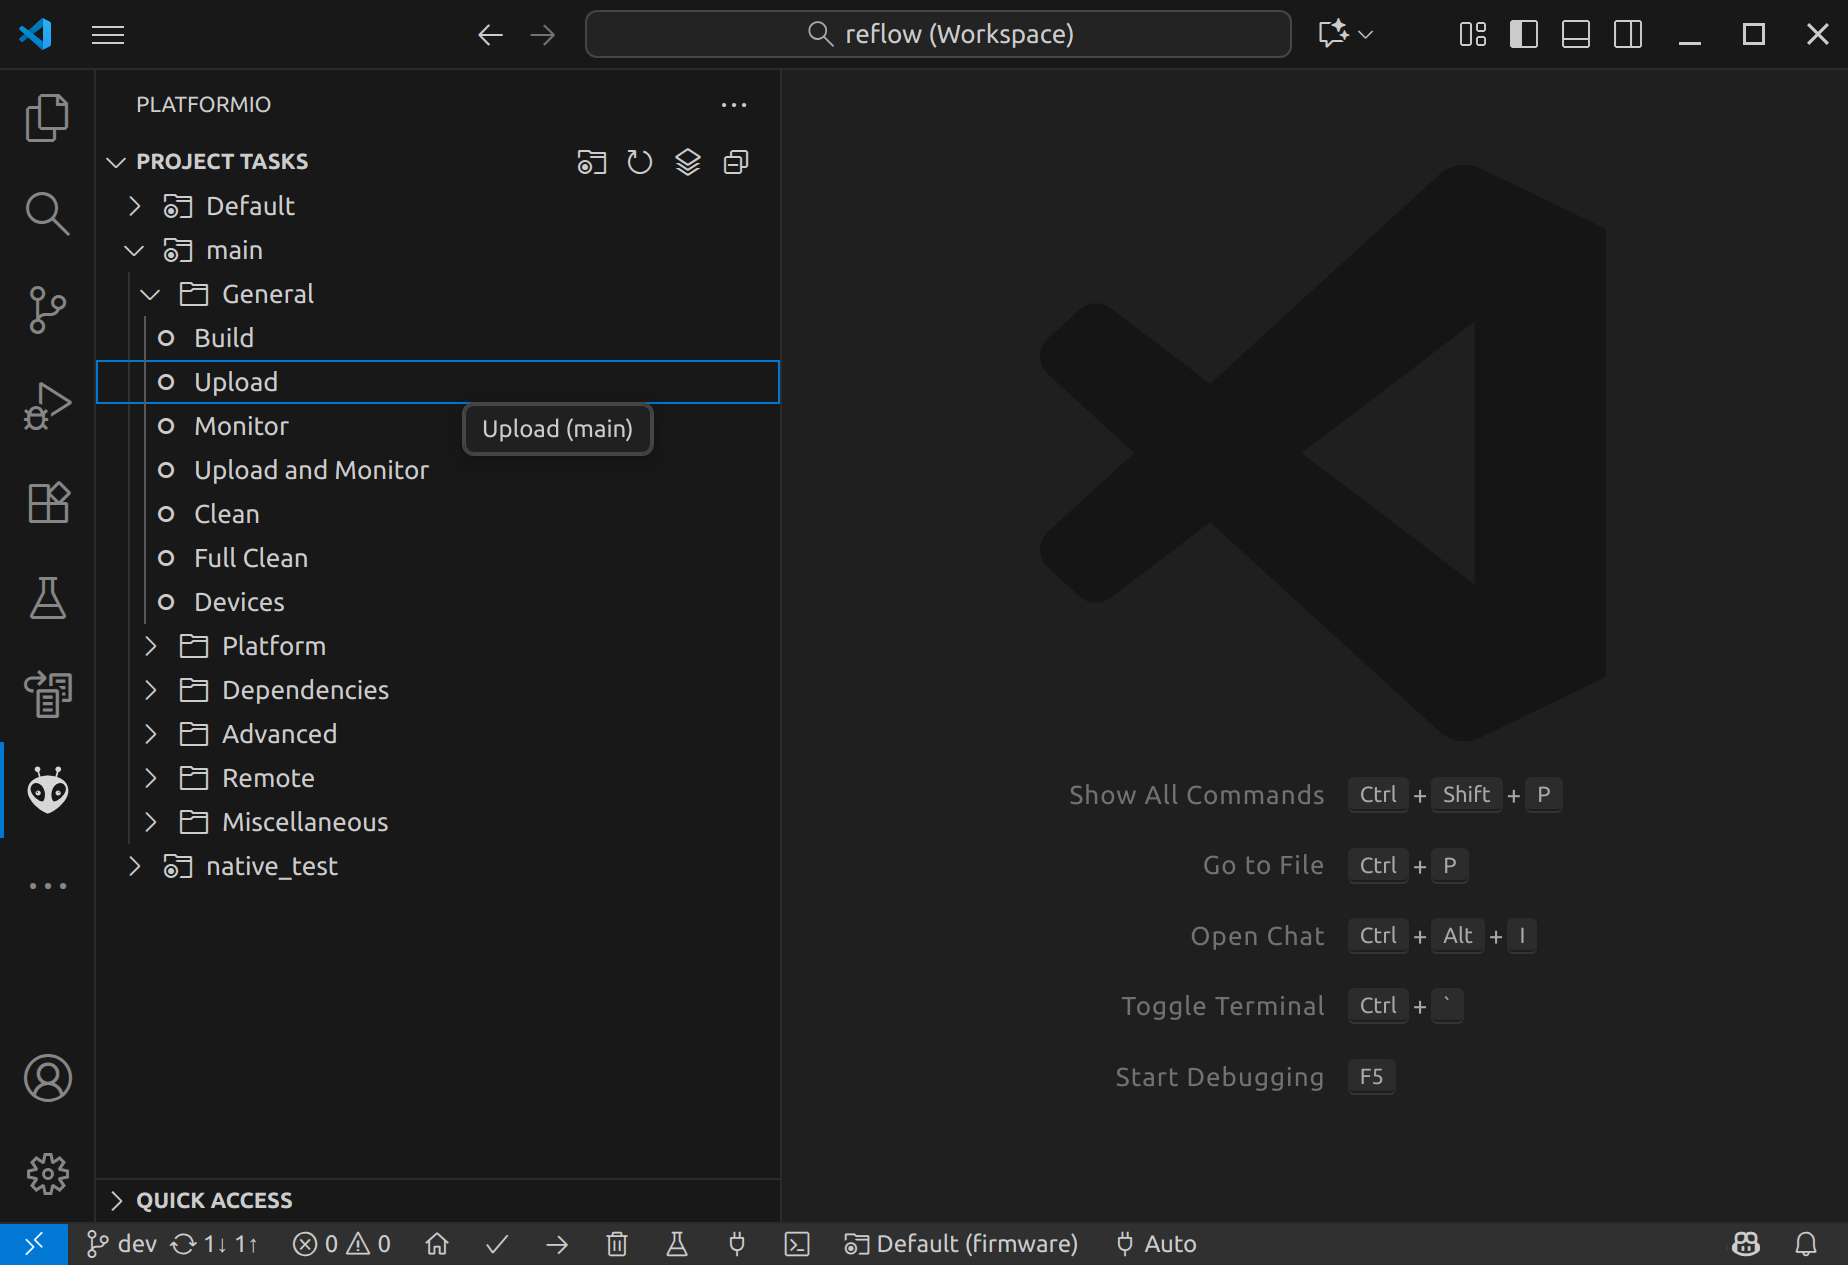 reflow (Workspace)
PLATFORMIO
PROJECT TASKS
Default
main
General
Build
Upload
Monitor
Upload (main)
Upload and Monitor
Clean
Full Clean
Devices
Platform
Dependencies
Advanced
Remote
Miscellaneous
native_test
Show All Commands Ctrl + Shift + P
Go to File Ctrl + P
Open Chat Ctrl + Alt + I
Toggle Terminal Ctrl + `
Start Debugging F5
QUICK ACCESS
dev 1↓ 1↑ 0 0 Default (firmware) Auto